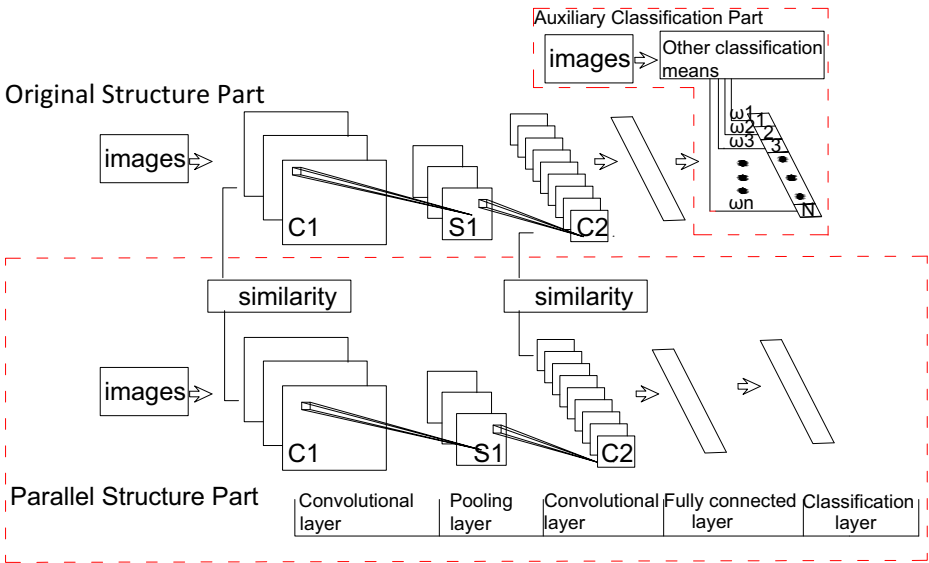 Auxiliary Classification Part
images
Other classification
means
Original Structure Part
ω1
ω2
ω3
ωn
1
2
3
N
images
C1
S1
C2
similarity
similarity
images
C1
S1
C2
Parallel Structure Part
Convolutional
layer
Pooling
layer
Convolutional
layer
Fully connected
layer
Classification
layer